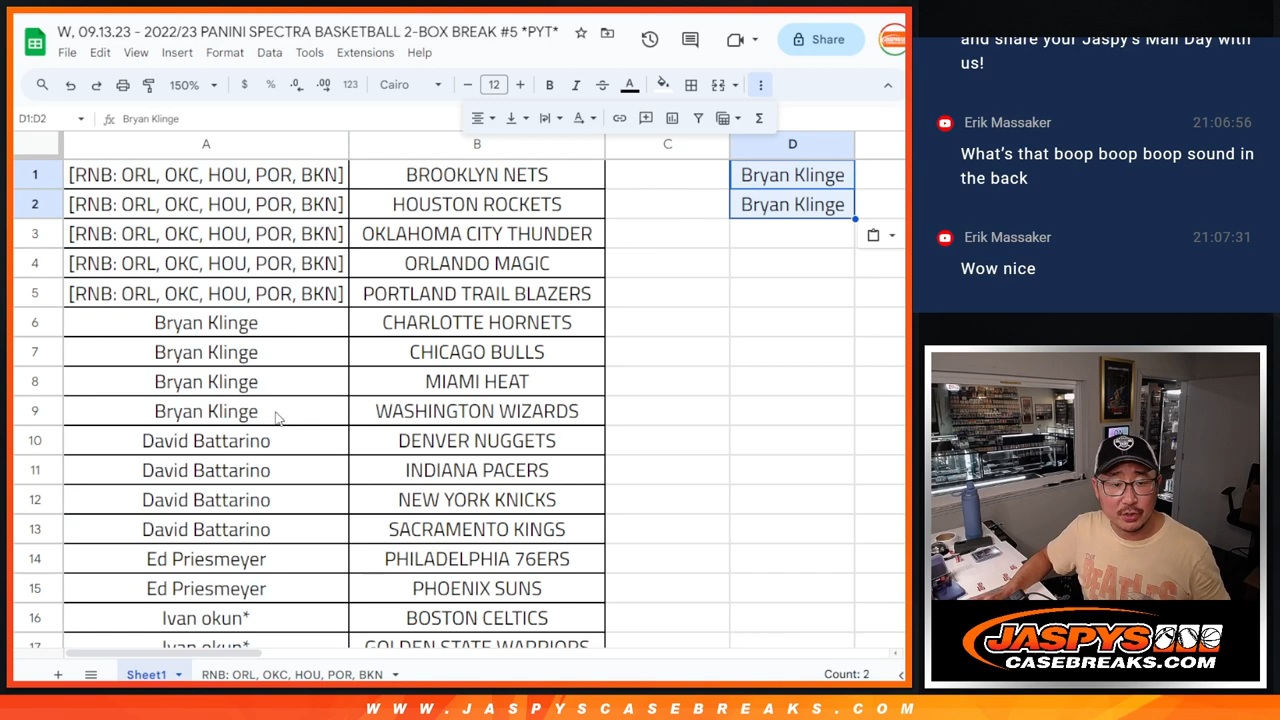 W, 09.13.23 - 2022/23 PANINI SPECTRA BASKETBALL 2-BOX BREAK #5 *PYT*
File Edit View Insert Format Data Tools Extensions Help
Share
150% $ % .0 .00 123 Cairo 12 B I A
D1:D2 fx Bryan Klinge
A B C D
1 [RNB: ORL, OKC, HOU, POR, BKN] BROOKLYN NETS Bryan Klinge
2 [RNB: ORL, OKC, HOU, POR, BKN] HOUSTON ROCKETS Bryan Klinge
3 [RNB: ORL, OKC, HOU, POR, BKN] OKLAHOMA CITY THUNDER
4 [RNB: ORL, OKC, HOU, POR, BKN] ORLANDO MAGIC
5 [RNB: ORL, OKC, HOU, POR, BKN] PORTLAND TRAIL BLAZERS
6 Bryan Klinge CHARLOTTE HORNETS
7 Bryan Klinge CHICAGO BULLS
8 Bryan Klinge MIAMI HEAT
9 Bryan Klinge WASHINGTON WIZARDS
10 David Battarino DENVER NUGGETS
11 David Battarino INDIANA PACERS
12 David Battarino NEW YORK KNICKS
13 David Battarino SACRAMENTO KINGS
14 Ed Priesmeyer PHILADELPHIA 76ERS
15 Ed Priesmeyer PHOENIX SUNS
16 Ivan okun* BOSTON CELTICS
17 Ivan okun* GOLDEN STATE WARRIORS
Sheet1 RNB: ORL, OKC, HOU, POR, BKN Count: 2
and share your Jaspy's Mail Day with
us!
Erik Massaker 21:06:56
What's that boop boop boop sound in
the back
Erik Massaker 21:07:31
Wow nice
JASPYS
CASEBREAKS.COM
WWW.JASPYSCASEBREAKS.COM